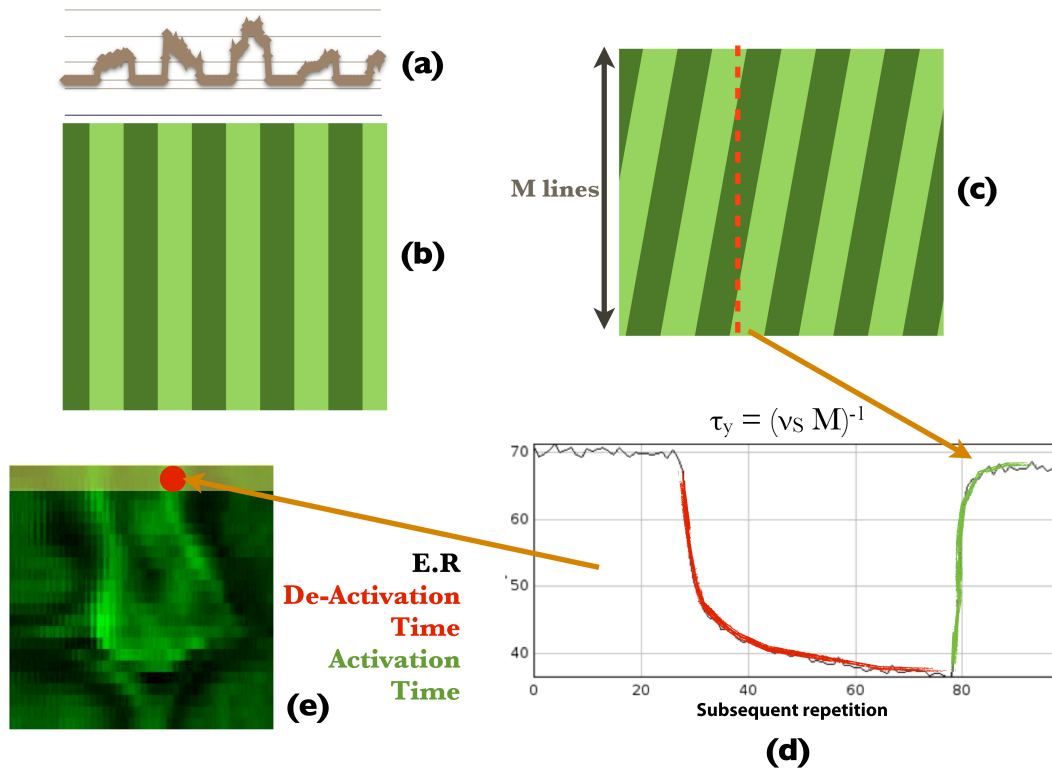 (a)
(b)
M lines
(c)
τy = (νS M)-1
70
60
50
40
0
20
40
60
80
Subsequent repetition
(d)
E.R
De-Activation
Time
Activation
Time
(e)